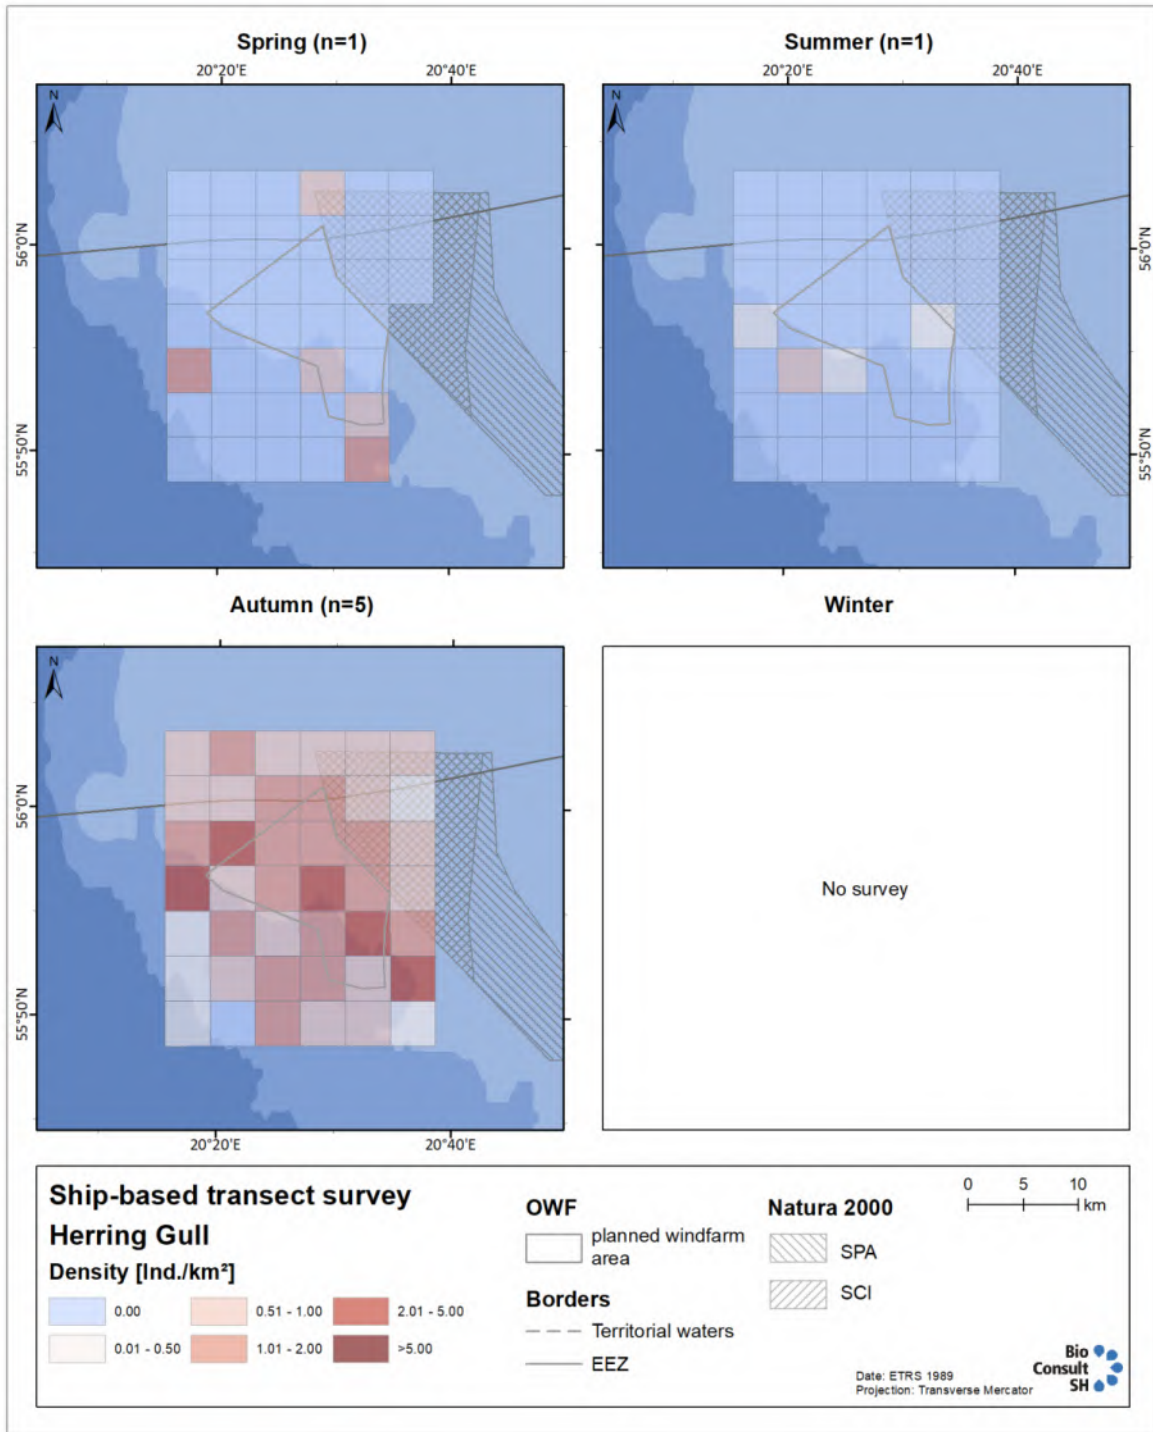 Spring (n=1)
20°20'E
20°40'E
N
56°0'N
55°50'N
Summer (n=1)
20°20'E
20°40'E
N
56°0'N
55°50'N
Autumn (n=5)
N
56°0'N
55°50'N
20°20'E
20°40'E
Winter
No survey
Ship-based transect survey
Herring Gull
Density [Ind./km²]
0.00
0.51 - 1.00
2.01 - 5.00
0.01 - 0.50
1.01 - 2.00
>5.00
OWF
planned windfarm
area
Borders
Territorial waters
EEZ
Natura 2000
SPA
SCI
0 5 10
km
Date: ETRS 1989
Projection: Transverse Mercator
Bio
Consult
SH